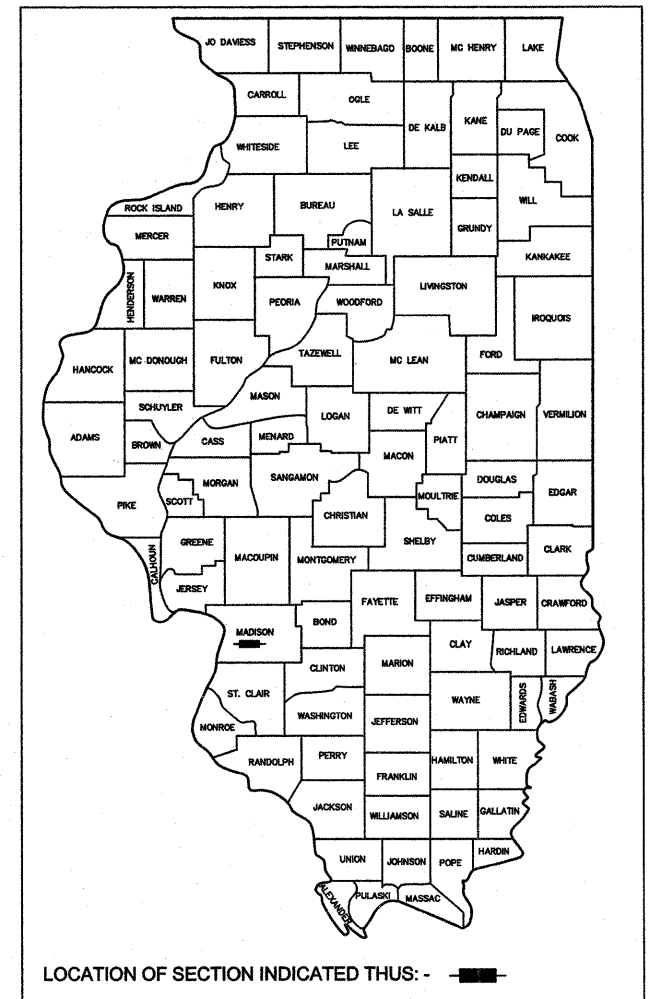 JO DAVIESS STEPHENSON WINNEBAGO BOONE MC HENRY LAKE
CARROLL OGLE DE KALB KANE DU PAGE COOK
WHITESIDE LEE
KENDALL
ROCK ISLAND HENRY BUREAU LA SALLE WILL
MERCER PUTNAM GRUNDY
STARK MARSHALL KANKAKEE
HENDERSON WARREN KNOX PEORIA WOODFORD LIVINGSTON
IROQUOIS
HANCOCK MC DONOUGH FULTON TAZEWELL MC LEAN FORD
MASON
SCHUYLER LOGAN DE WITT CHAMPAIGN VERMILION
ADAMS BROWN CASS MENARD PIATT
MACON
PIKE SCOTT MORGAN SANGAMON MOULTRIE DOUGLAS EDGAR
CHRISTIAN COLES
CALHOUN GREENE MACOUPIN MONTGOMERY SHELBY CUMBERLAND CLARK
JERSEY FAYETTE EFFINGHAM JASPER CRAWFORD
MADISON BOND
CLAY RICHLAND LAWRENCE
CLINTON MARION
ST. CLAIR WAYNE EDWARDS WABASH
MONROE WASHINGTON JEFFERSON
RANDOLPH PERRY HAMILTON WHITE
FRANKLIN
JACKSON WILLIAMSON SALINE GALLATIN
UNION JOHNSON POPE HARDIN
ALEXANDER PULASKI MASSAC
LOCATION OF SECTION INDICATED THUS: -